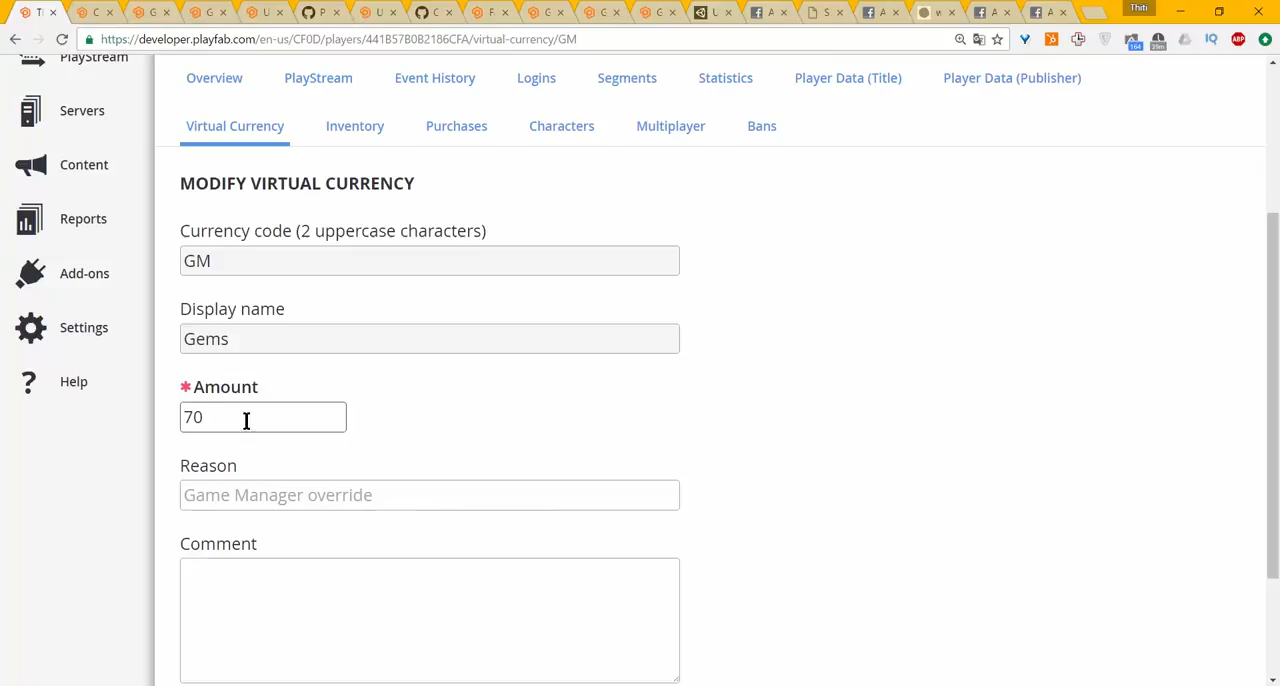 Thiti
https://developer.playfab.com/en-us/CF0D/players/441B57B0B2186CFA/virtual-currency/GM
PlayStream
Servers
Content
Reports
Add-ons
Settings
Help
Overview PlayStream Event History Logins Segments Statistics Player Data (Title) Player Data (Publisher)
Virtual Currency Inventory Purchases Characters Multiplayer Bans
MODIFY VIRTUAL CURRENCY
Currency code (2 uppercase characters)
GM
Display name
Gems
* Amount
70
Reason
Game Manager override
Comment